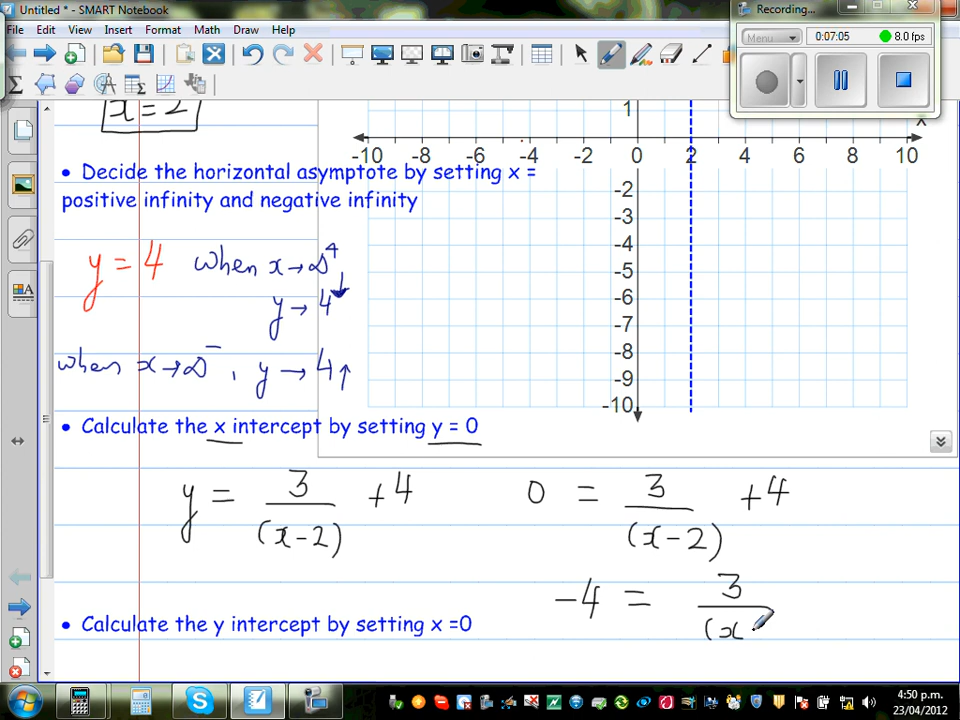 Untitled * - SMART Notebook
Recording...
File Edit View Insert Format Math Draw Help
Menu 0:07:05 8.0 fps
x = 2
1
x
-10 -8 -6 -4 -2 0 2 4 6 8 10
• Decide the horizontal asymptote by setting x =
positive infinity and negative infinity
-2
-3
-4
-5
-6
-7
-8
-9
-10
y = 4 when x → ∞⁺
y → 4 ↓
when x → ∞⁻, y → 4 ↑
• Calculate the x intercept by setting y = 0
y = 3/(x-2) + 4 0 = 3/(x-2) + 4
-4 = 3/(x
• Calculate the y intercept by setting x =0
4:50 p.m.
23/04/2012